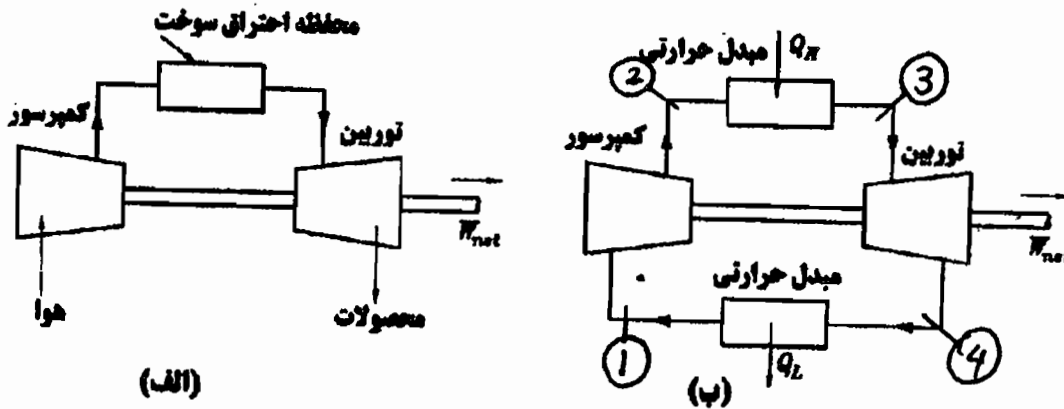 محفظه احتراق سوخت
کمپرسور
توربین
W_net
هوا
محصولات
(الف)
مبدل حرارتی
Q_H
2
3
کمپرسور
توربین
W_ne
مبدل حرارتی
1
Q_L
4
(ب)